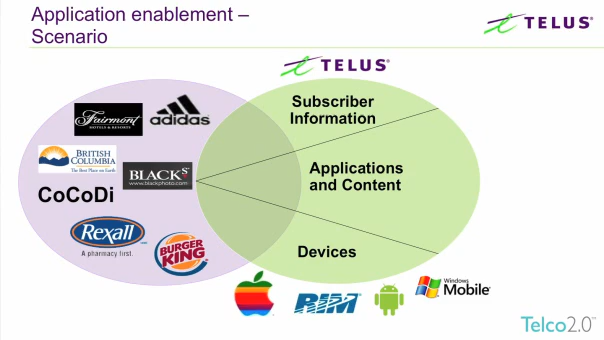 Application enablement –
Scenario
TELUS®
TELUS®
Fairmont
HOTELS & RESORTS
adidas
BRITISH
COLUMBIA
The Best Place on Earth
BLACK'S
www.blackphoto.com
CoCoDi
Rexall
A pharmacy first.
BURGER
KING
Subscriber
Information
Applications
and Content
Devices
RIM
Windows
Mobile
Telco2.0™